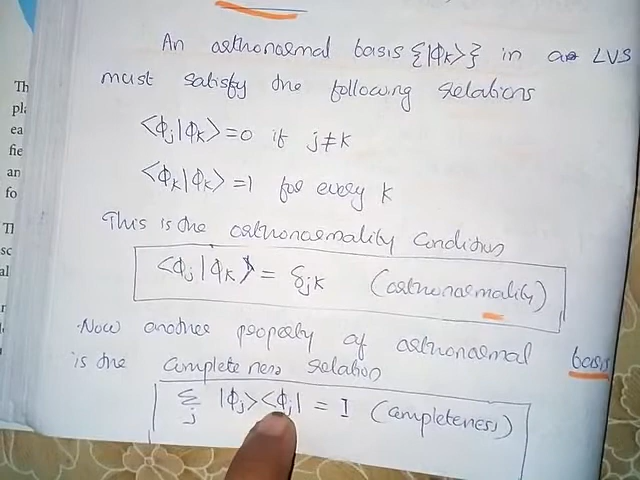 An orthonormal basis {|ϕk>} in a LVS
must satisfy the following relations
<ϕj|ϕk> = 0 if j≠k
<ϕk|ϕk> = 1 for every k
This is the orthonormality Condition
<ϕj|ϕk> = δjk (orthonormality)
Now another property of orthonormal basis
is the Completeness relation
Σj |ϕj><ϕj| = I (completeness)